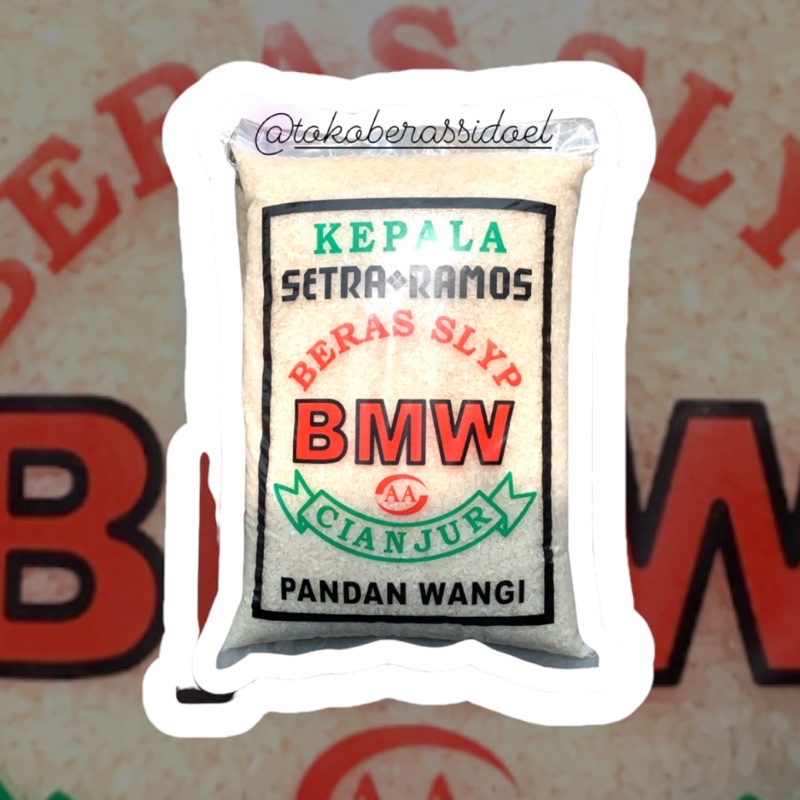 @tokoberassidoel
KEPALA
SETRA RAMOS
BERAS SLYP
BMW
AA
CIANJUR
PANDAN WANGI